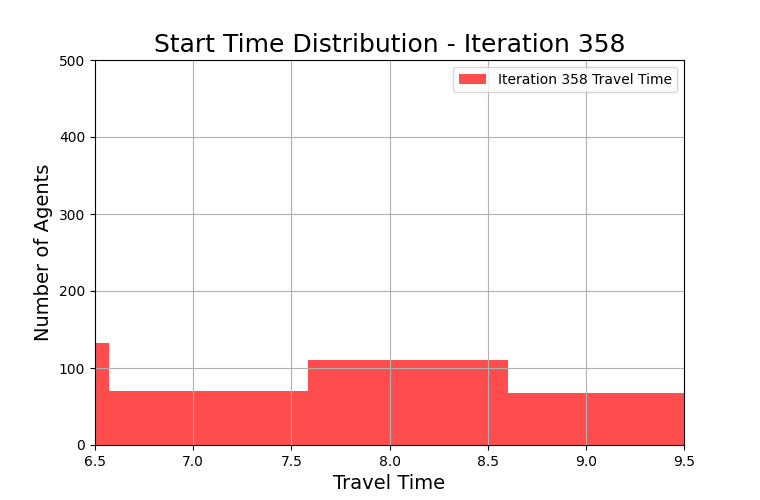 Start Time Distribution - Iteration 358
Iteration 358 Travel Time
Number of Agents
500
400
300
200
100
0
6.5 7.0 7.5 8.0 8.5 9.0 9.5
Travel Time